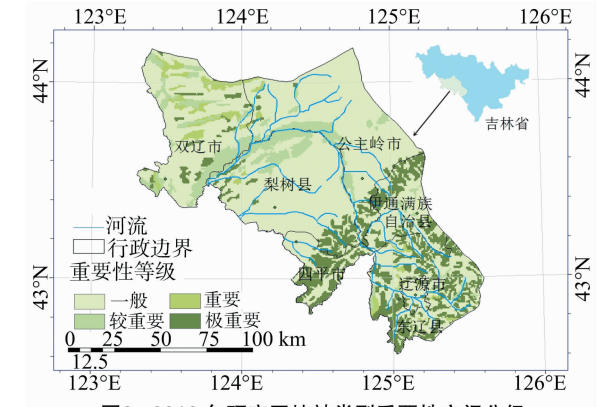 123°E 124°E 125°E 126°E
44°N 44°N
吉林省
双辽市
公主岭市
梨树县
伊通满族
自治县
河流
行政边界
重要性等级
四平市
辽源市
43°N 43°N
一般 重要
较重要 极重要
东辽县
0 25 50 75 100 km
12.5
123°E 124°E 125°E 126°E